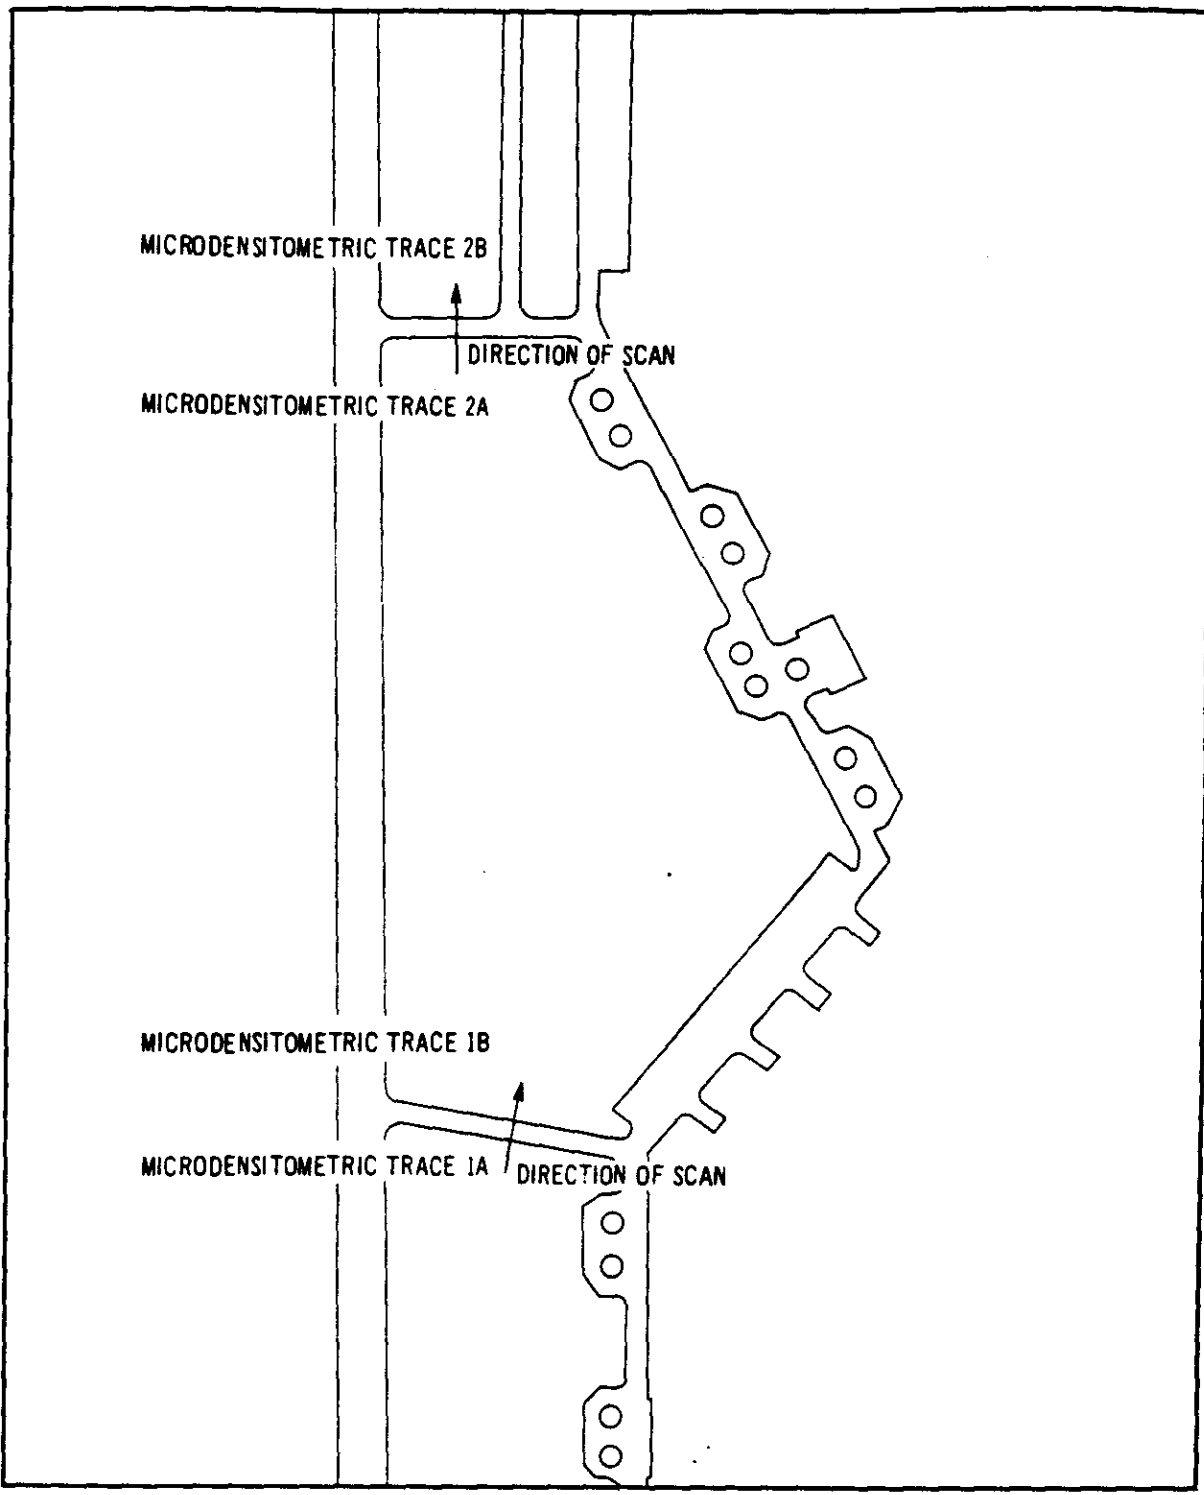 MICRODENSITOMETRIC TRACE 2B
DIRECTION OF SCAN
MICRODENSITOMETRIC TRACE 2A
MICRODENSITOMETRIC TRACE 1B
MICRODENSITOMETRIC TRACE 1A
DIRECTION OF SCAN